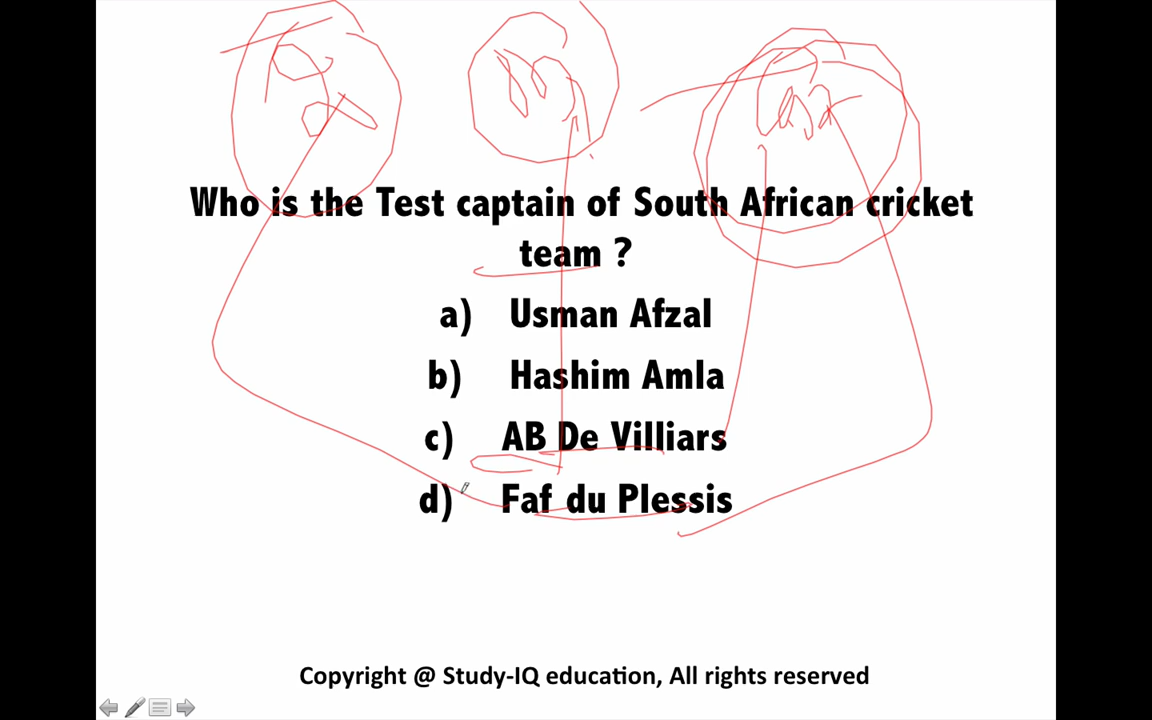 Who is the Test captain of South African cricket
team ?
a) Usman Afzal
b) Hashim Amla
c) AB De Villiars
d) Faf du Plessis
Copyright @ Study-IQ education, All rights reserved